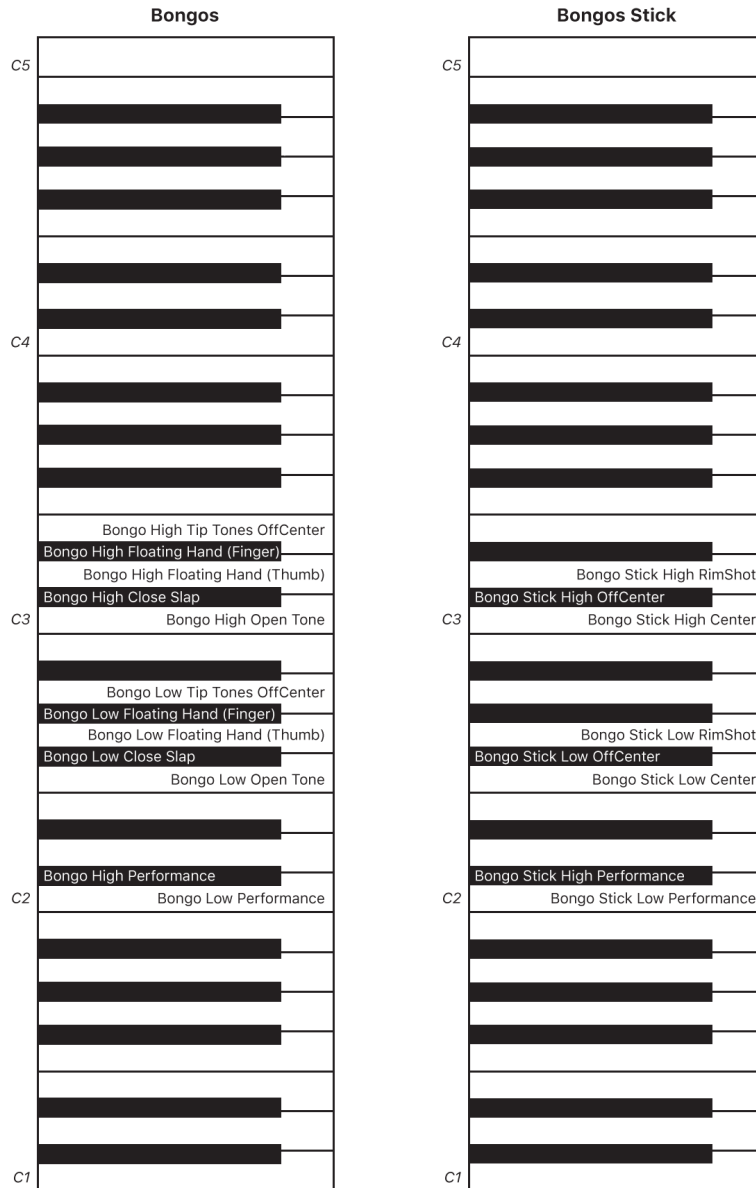 Bongos
C5
C4
Bongo High Tip Tones OffCenter
Bongo High Floating Hand (Finger)
Bongo High Floating Hand (Thumb)
Bongo High Close Slap
C3
Bongo High Open Tone
Bongo Low Tip Tones OffCenter
Bongo Low Floating Hand (Finger)
Bongo Low Floating Hand (Thumb)
Bongo Low Close Slap
Bongo Low Open Tone
Bongo High Performance
C2
Bongo Low Performance
C1
Bongos Stick
C5
C4
Bongo Stick High RimShot
Bongo Stick High OffCenter
C3
Bongo Stick High Center
Bongo Stick Low RimShot
Bongo Stick Low OffCenter
Bongo Stick Low Center
Bongo Stick High Performance
C2
Bongo Stick Low Performance
C1